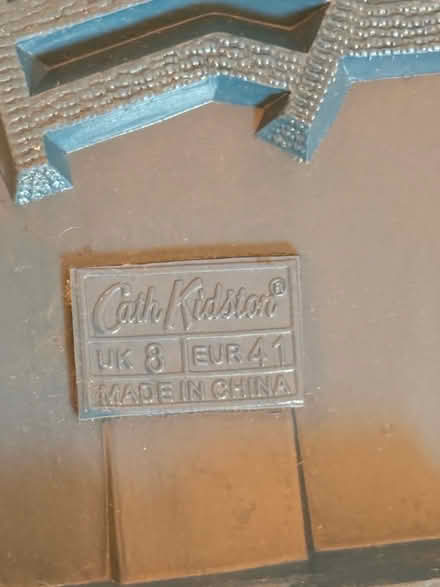 Cath Kidston®
UK 8 EUR 41
MADE IN CHINA